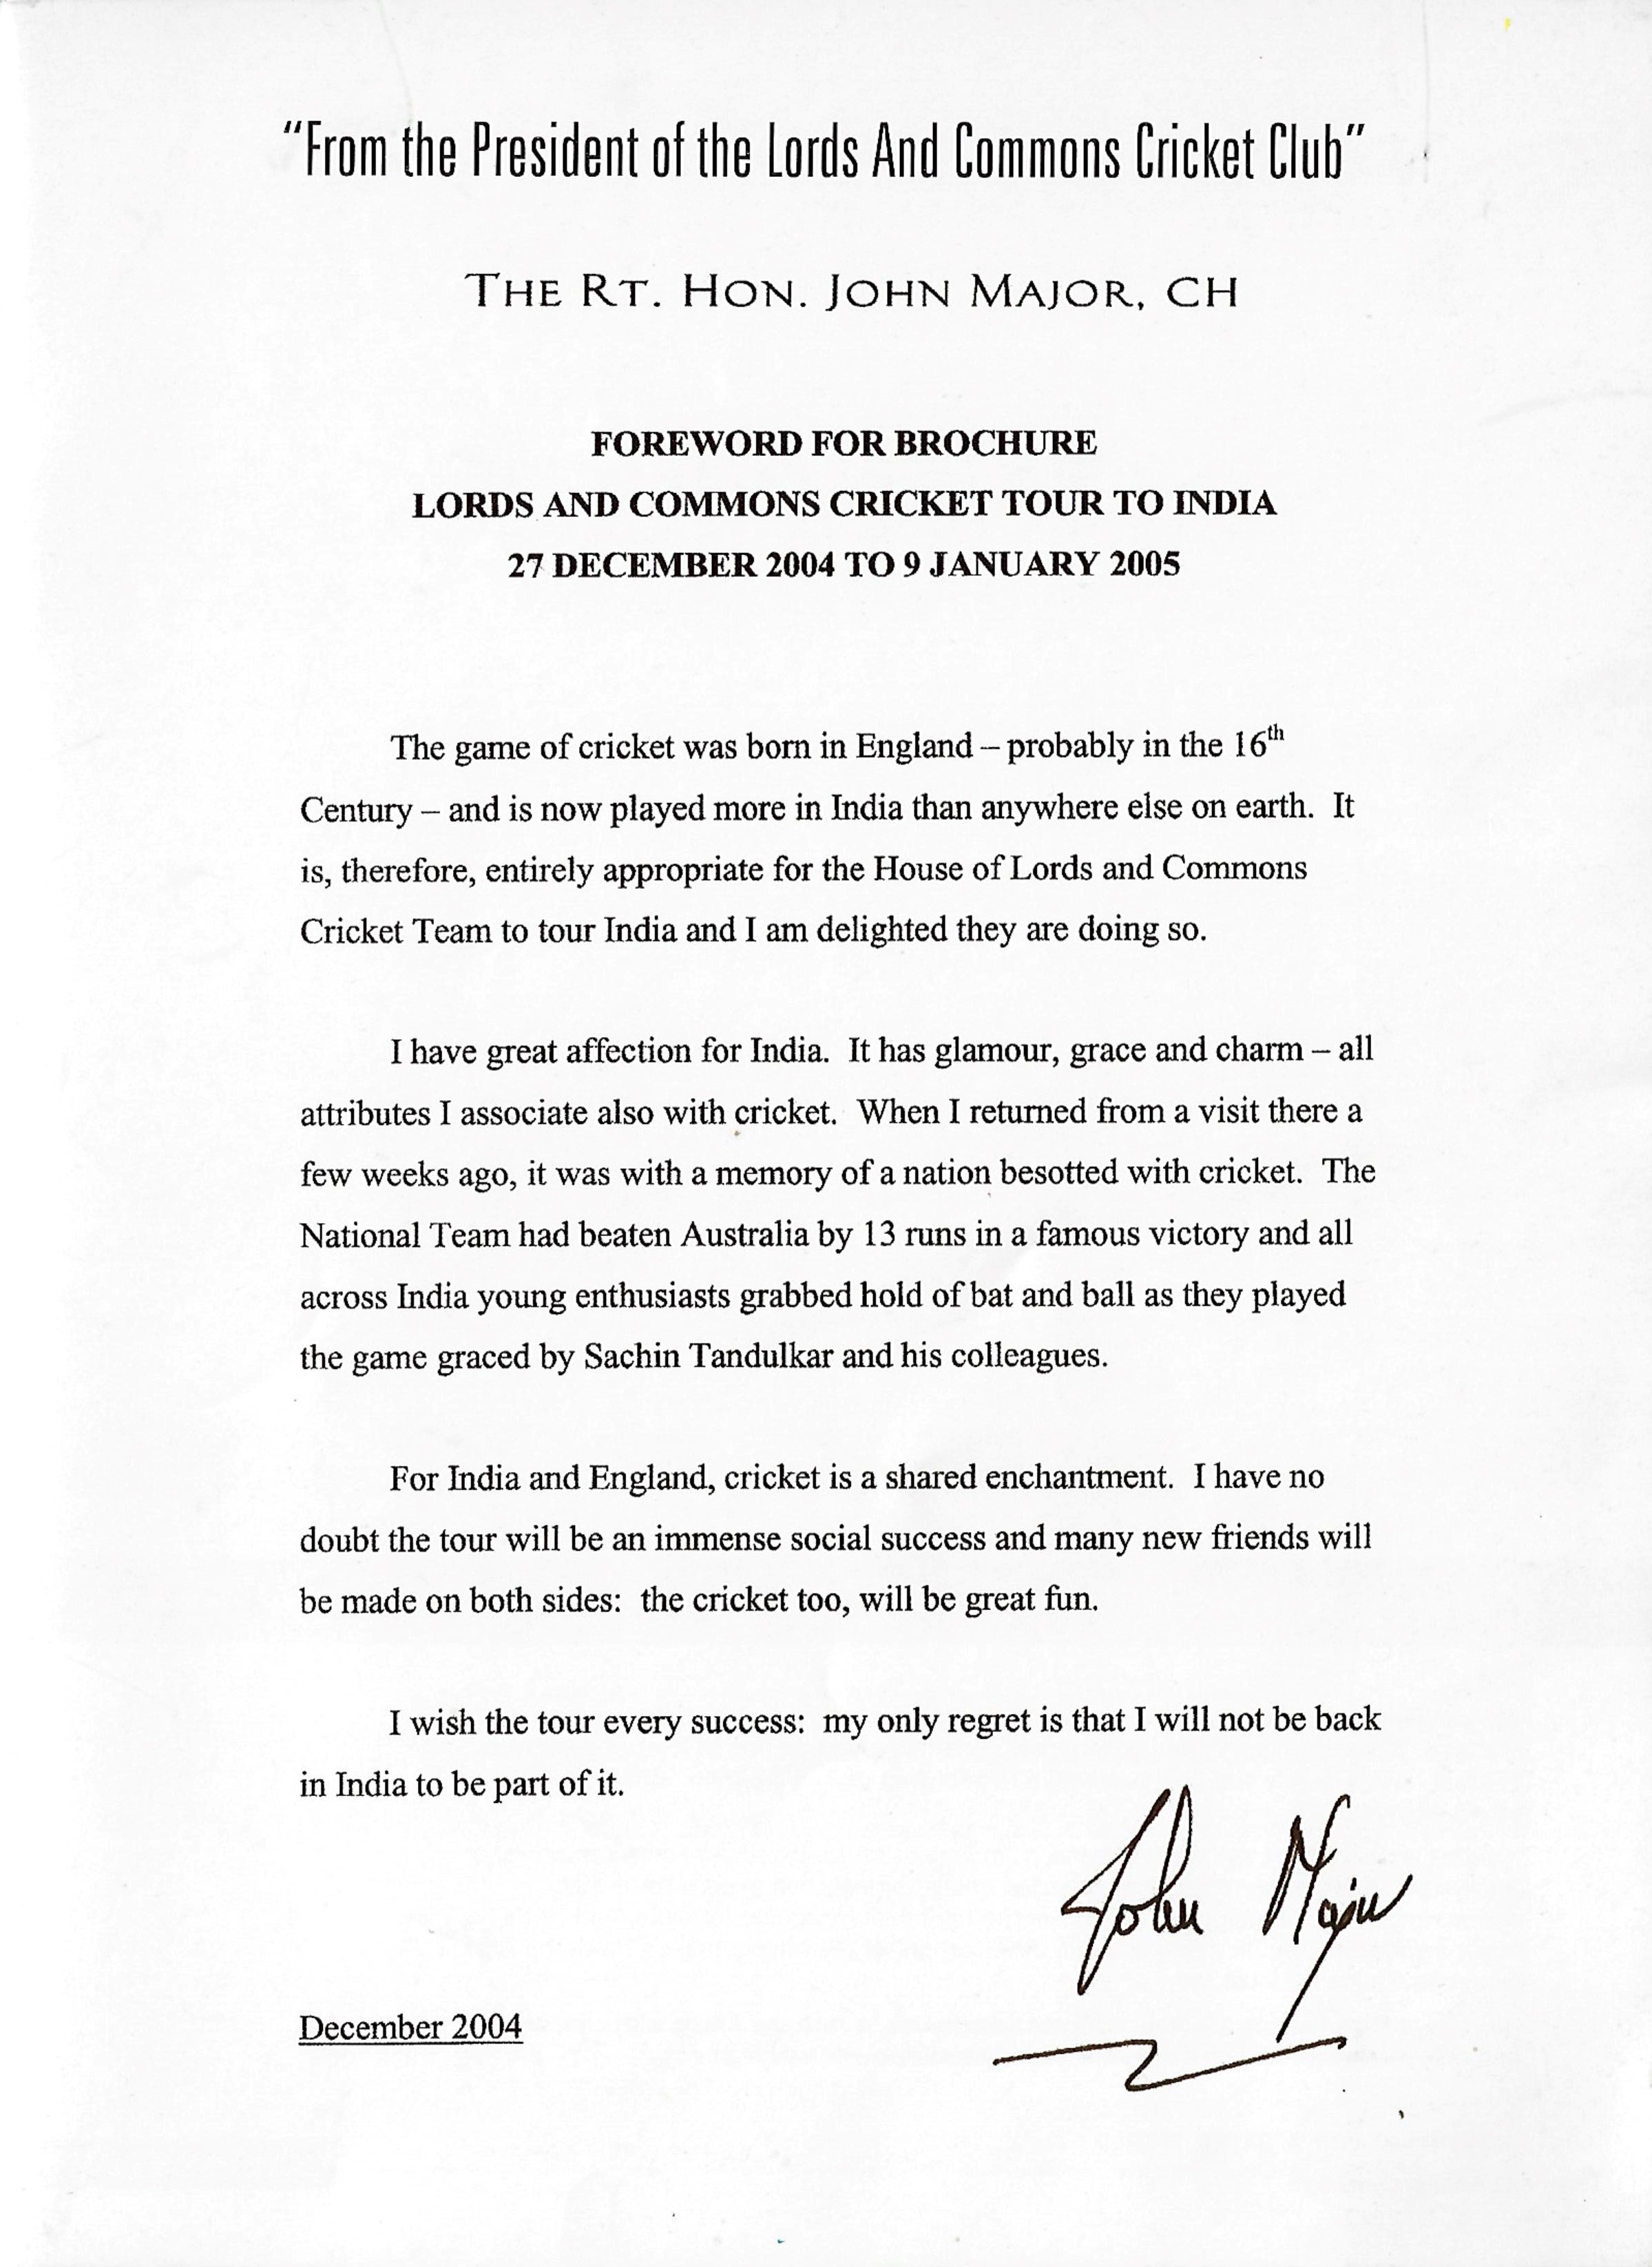 “From the President of the Lords And Commons Cricket Club”
THE RT. HON. JOHN MAJOR, CH
FOREWORD FOR BROCHURE
LORDS AND COMMONS CRICKET TOUR TO INDIA
27 DECEMBER 2004 TO 9 JANUARY 2005
The game of cricket was born in England – probably in the 16th
Century – and is now played more in India than anywhere else on earth. It
is, therefore, entirely appropriate for the House of Lords and Commons
Cricket Team to tour India and I am delighted they are doing so.
I have great affection for India. It has glamour, grace and charm – all
attributes I associate also with cricket. When I returned from a visit there a
few weeks ago, it was with a memory of a nation besotted with cricket. The
National Team had beaten Australia by 13 runs in a famous victory and all
across India young enthusiasts grabbed hold of bat and ball as they played
the game graced by Sachin Tandulkar and his colleagues.
For India and England, cricket is a shared enchantment. I have no
doubt the tour will be an immense social success and many new friends will
be made on both sides: the cricket too, will be great fun.
I wish the tour every success: my only regret is that I will not be back
in India to be part of it.
John Major
December 2004